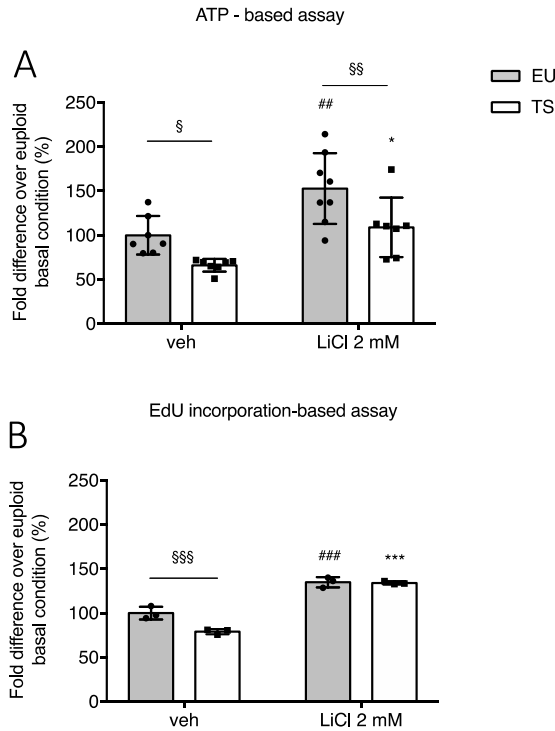 ATP - based assay
A
EU
TS
Fold difference over euploid
basal condition (%)
250
200
150
100
50
0
§
##
§§
*
veh
LiCl 2 mM
EdU incorporation-based assay
B
Fold difference over euploid
basal condition (%)
250
200
150
100
50
0
§§§
###
***
veh
LiCl 2 mM